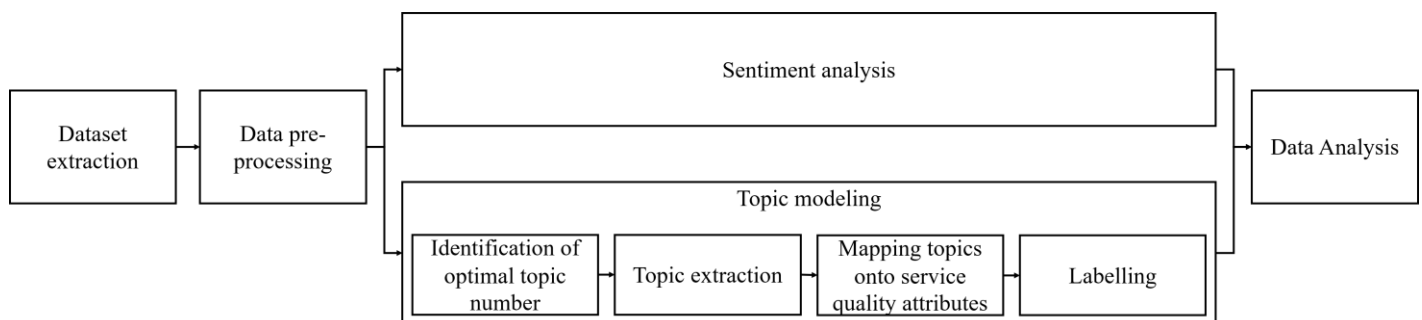 Dataset
extraction
Data pre-
processing
Sentiment analysis
Topic modeling
Identification of
optimal topic
number
Topic extraction
Mapping topics
onto service
quality attributes
Labelling
Data Analysis